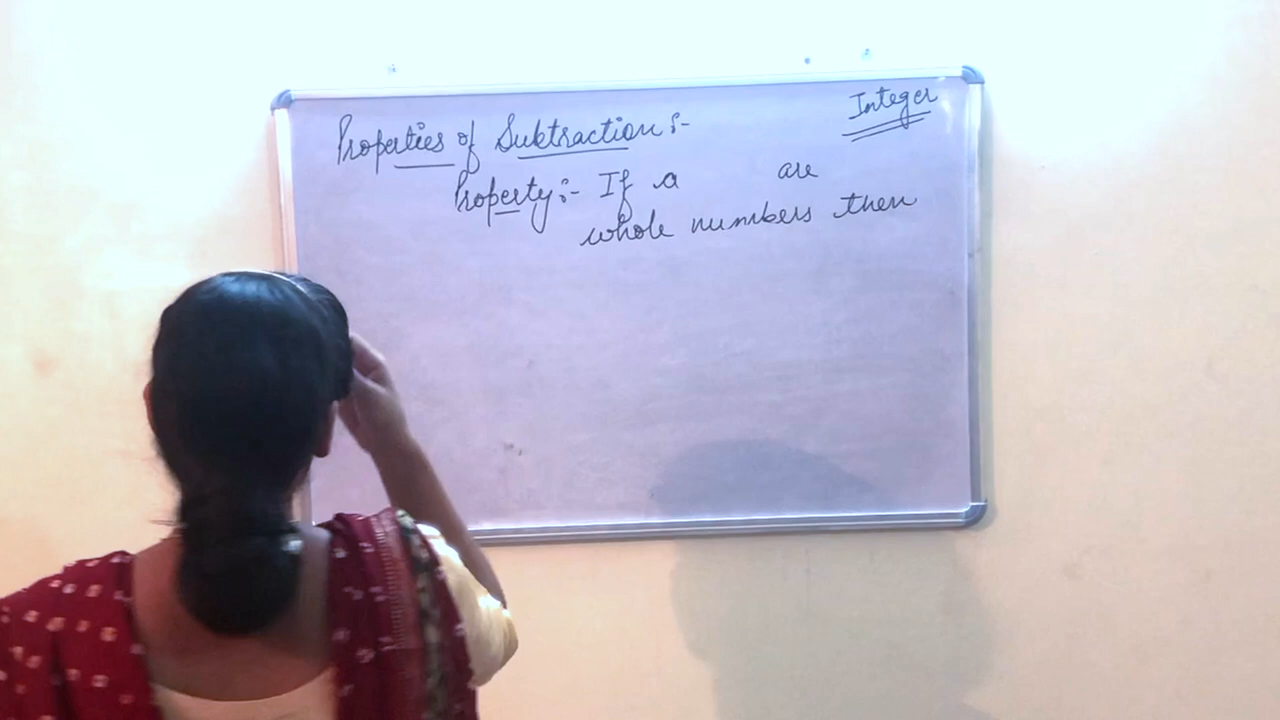 Integer
Properties of Subtraction :-
Property :- If a are
whole numbers then